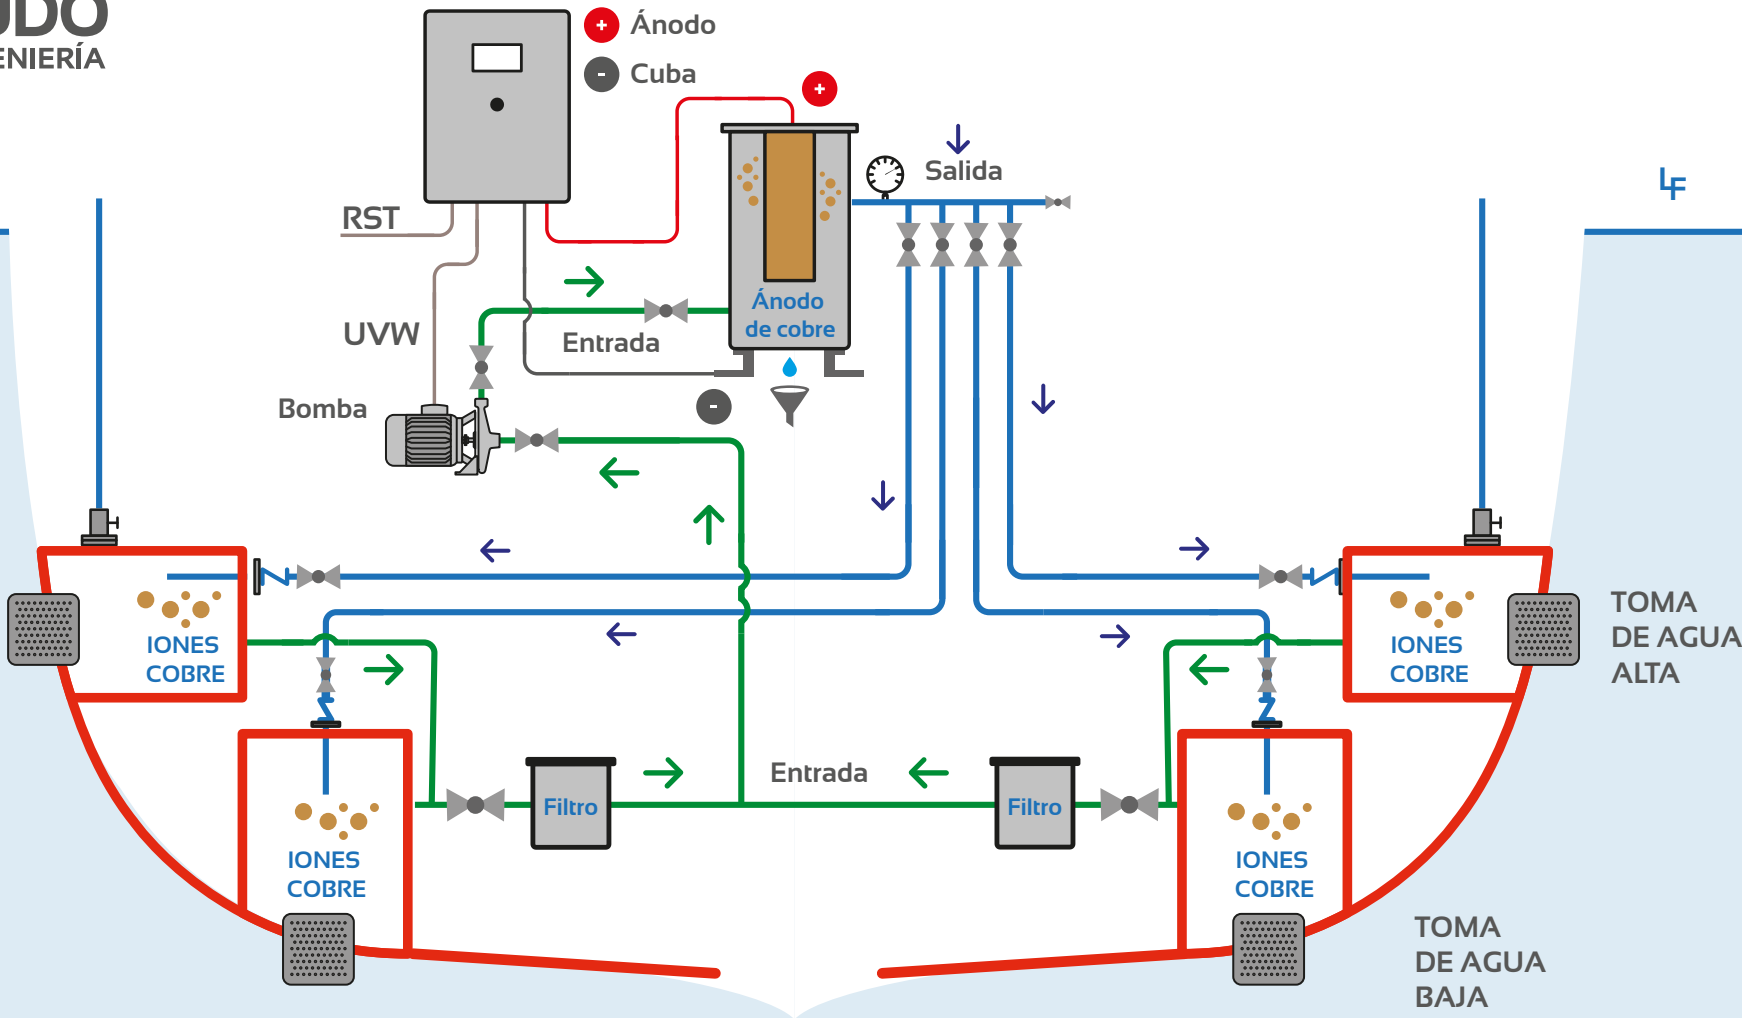 ENIERÍA
+ Ánodo
- Cuba
+
Salida
RST
UVW
Entrada
Ánodo
de cobre
Bomba
-
IONES
COBRE
IONES
COBRE
TOMA
DE AGUA
ALTA
Entrada
Filtro
Filtro
IONES
COBRE
IONES
COBRE
TOMA
DE AGUA
BAJA